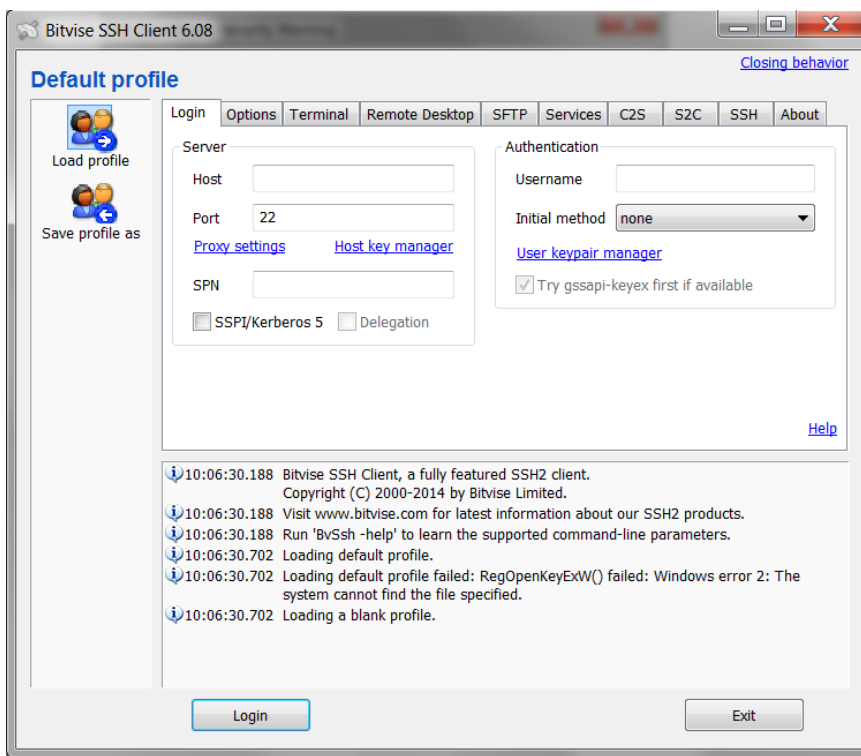 Bitvise SSH Client 6.08
Closing behavior
Default profile
Load profile
Save profile as
Login Options Terminal Remote Desktop SFTP Services C2S S2C SSH About
Server
Host
Port 22
Proxy settings Host key manager
SPN
SSPI/Kerberos 5 Delegation
Authentication
Username
Initial method none
User keypair manager
Try gssapi-keyex first if available
Help
10:06:30.188 Bitvise SSH Client, a fully featured SSH2 client.
Copyright (C) 2000-2014 by Bitvise Limited.
10:06:30.188 Visit www.bitvise.com for latest information about our SSH2 products.
10:06:30.188 Run 'BvSsh -help' to learn the supported command-line parameters.
10:06:30.702 Loading default profile.
10:06:30.702 Loading default profile failed: RegOpenKeyExW() failed: Windows error 2: The
system cannot find the file specified.
10:06:30.702 Loading a blank profile.
Login Exit